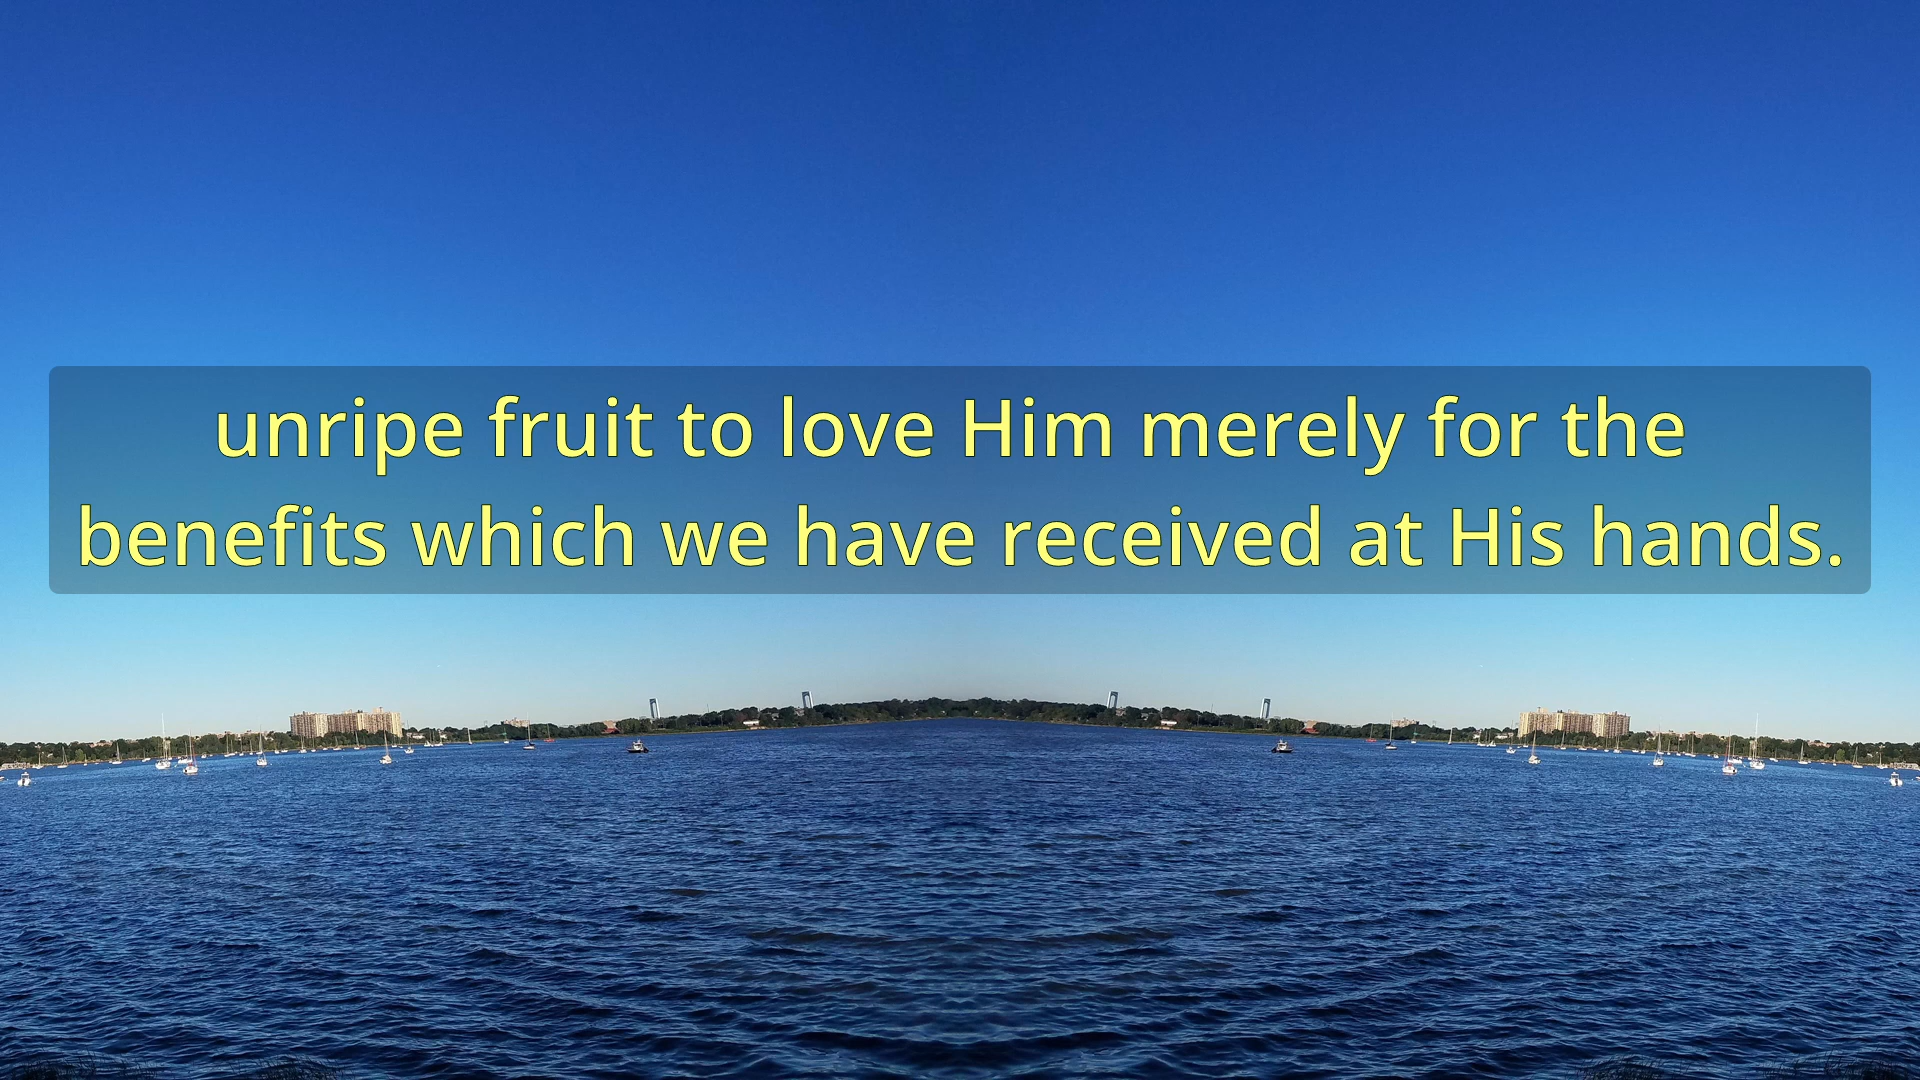 unripe fruit to love Him merely for the
benefits which we have received at His hands.